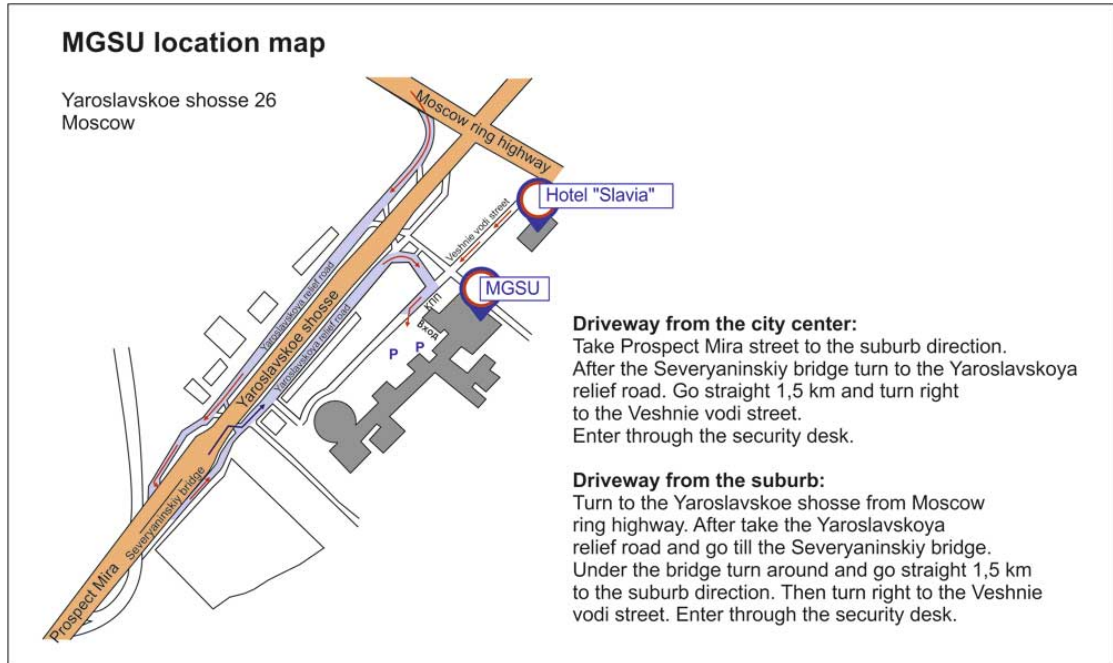 MGSU location map
Yaroslavskoe shosse 26
Moscow
Moscow ring highway
Hotel "Slavia"
Veshnie vodi street
MGSU
КПП
Вход
P
P
Yaroslavskoya relief road
Yaroslavskoe shosse
Yaroslavskoya relief road
Severyaninskiy bridge
Prospect Mira
Driveway from the city center:
Take Prospect Mira street to the suburb direction.
After the Severyaninskiy bridge turn to the Yaroslavskoya
relief road. Go straight 1,5 km and turn right
to the Veshnie vodi street.
Enter through the security desk.
Driveway from the suburb:
Turn to the Yaroslavskoe shosse from Moscow
ring highway. After take the Yaroslavskoya
relief road and go till the Severyaninskiy bridge.
Under the bridge turn around and go straight 1,5 km
to the suburb direction. Then turn right to the Veshnie
vodi street. Enter through the security desk.